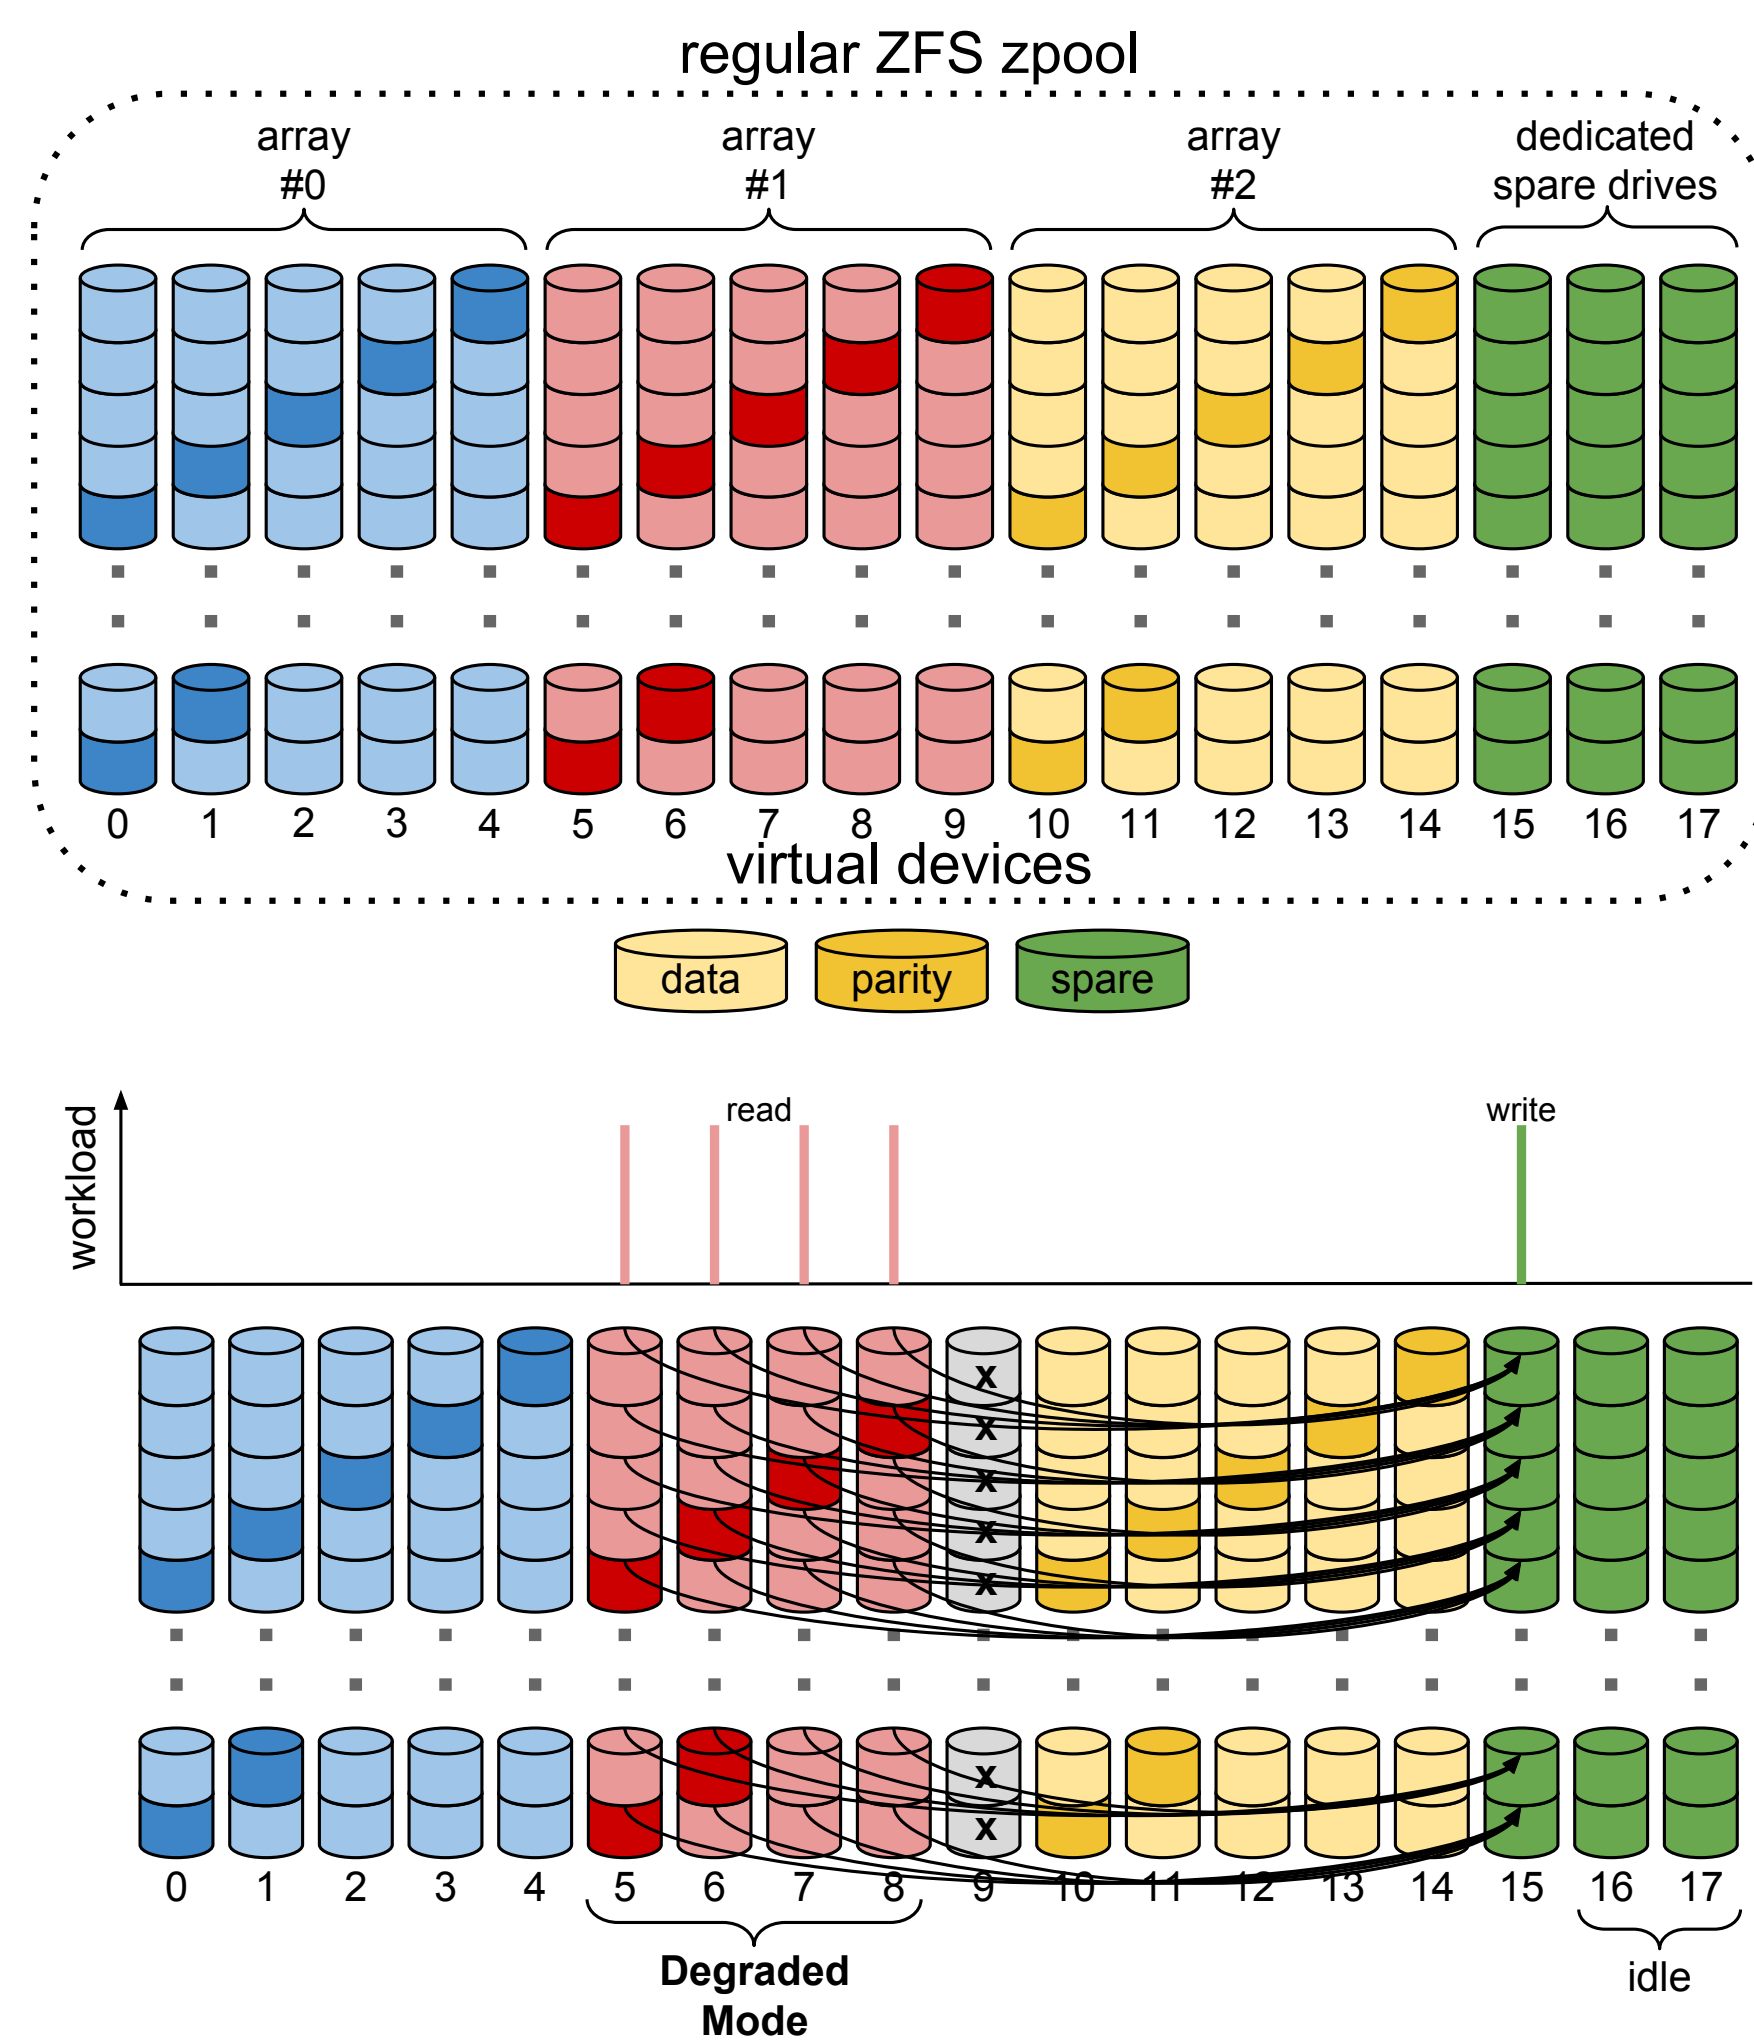 regular ZFS zpool
array
#0
array
#1
array
#2
dedicated
spare drives
0 1 2 3 4 5 6 7 8 9 10 11 12 13 14 15 16 17
virtual devices
data parity spare
workload
read write
x
x
x
x
x
x
x
0 1 2 3 4 5 6 7 8 9 10 11 12 13 14 15 16 17
Degraded
Mode
idle